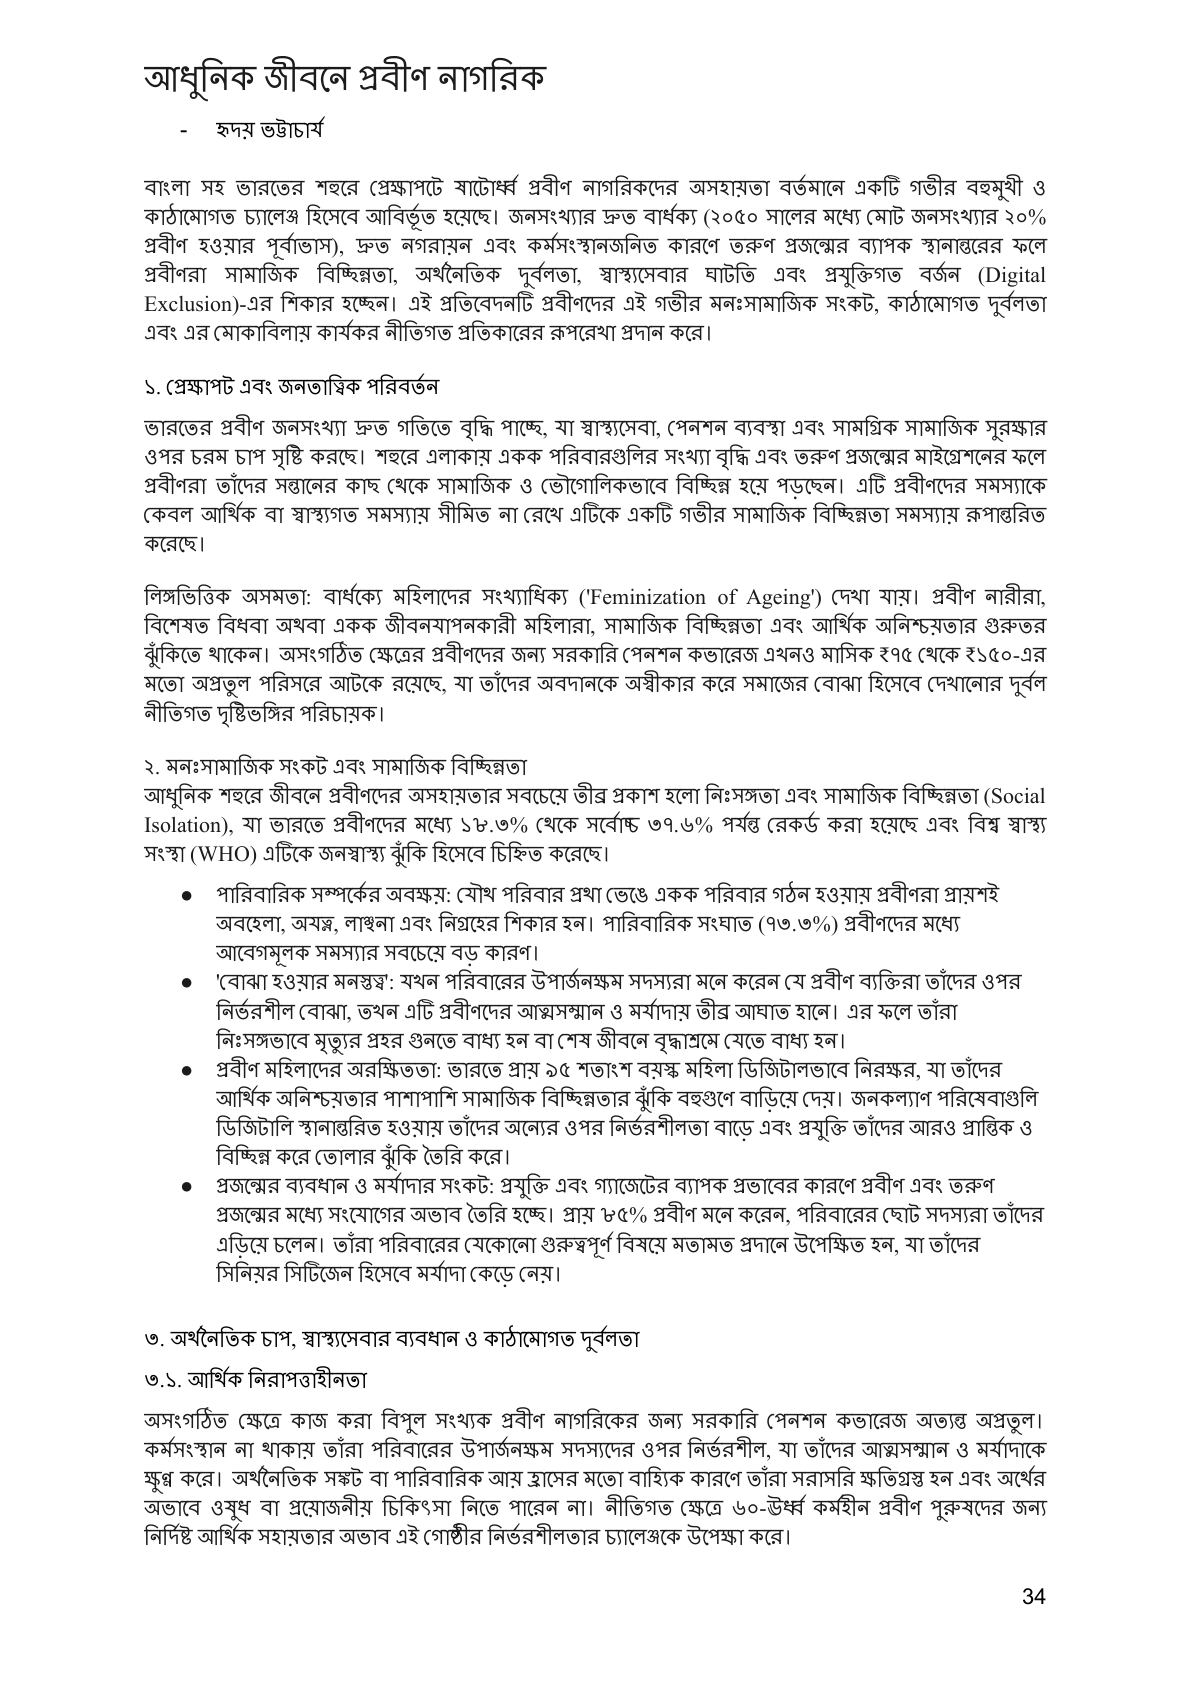 আধুনিক জীবনে প্রবীণ নাগরিক
- হৃদয় ভট্টাচার্য
বাংলা সহ ভারতের শহুরে প্রেক্ষাপটে ষাটোর্ধ্ব প্রবীণ নাগরিকদের অসহায়তা বর্তমানে একটি গভীর বহুমুখী ও
কাঠামোগত চ্যালেঞ্জ হিসেবে আবির্ভূত হয়েছে। জনসংখ্যার দ্রুত বার্ধক্য (২০৫০ সালের মধ্যে মোট জনসংখ্যার ২০%
প্রবীণ হওয়ার পূর্বাভাস), দ্রুত নগরায়ন এবং কর্মসংস্থানজনিত কারণে তরুণ প্রজন্মের ব্যাপক স্থানান্তরের ফলে
প্রবীণরা সামাজিক বিচ্ছিন্নতা, অর্থনৈতিক দুর্বলতা, স্বাস্থ্যসেবার ঘাটতি এবং প্রযুক্তিগত বর্জন (Digital
Exclusion)-এর শিকার হচ্ছেন। এই প্রতিবেদনটি প্রবীণদের এই গভীর মনঃসামাজিক সংকট, কাঠামোগত দুর্বলতা
এবং এর মোকাবিলায় কার্যকর নীতিগত প্রতিকারের রূপরেখা প্রদান করে।
১. প্রেক্ষাপট এবং জনতাত্ত্বিক পরিবর্তন
ভারতের প্রবীণ জনসংখ্যা দ্রুত গতিতে বৃদ্ধি পাচ্ছে, যা স্বাস্থ্যসেবা, পেনশন ব্যবস্থা এবং সামগ্রিক সামাজিক সুরক্ষার
ওপর চরম চাপ সৃষ্টি করছে। শহুরে এলাকায় একক পরিবারগুলির সংখ্যা বৃদ্ধি এবং তরুণ প্রজন্মের মাইগ্রেশনের ফলে
প্রবীণরা তাঁদের সন্তানের কাছ থেকে সামাজিক ও ভৌগোলিকভাবে বিচ্ছিন্ন হয়ে পড়ছেন। এটি প্রবীণদের সমস্যাকে
কেবল আর্থিক বা স্বাস্থ্যগত সমস্যায় সীমিত না রেখে এটিকে একটি গভীর সামাজিক বিচ্ছিন্নতা সমস্যায় রূপান্তরিত
করেছে।
লিঙ্গভিত্তিক অসমতা: বার্ধক্যে মহিলাদের সংখ্যাধিক্য ('Feminization of Ageing') দেখা যায়। প্রবীণ নারীরা,
বিশেষত বিধবা অথবা একক জীবনযাপনকারী মহিলারা, সামাজিক বিচ্ছিন্নতা এবং আর্থিক অনিশ্চয়তার গুরুতর
ঝুঁকিতে থাকেন। অসংগঠিত ক্ষেত্রের প্রবীণদের জন্য সরকারি পেনশন কভারেজ এখনও মাসিক ₹৭৫ থেকে ₹১৫০-এর
মতো অপ্রতুল পরিসরে আটকে রয়েছে, যা তাঁদের অবদানকে অস্বীকার করে সমাজের বোঝা হিসেবে দেখানোর দুর্বল
নীতিগত দৃষ্টিভঙ্গির পরিচায়ক।
২. মনঃসামাজিক সংকট এবং সামাজিক বিচ্ছিন্নতা
আধুনিক শহুরে জীবনে প্রবীণদের অসহায়তার সবচেয়ে তীব্র প্রকাশ হলো নিঃসঙ্গতা এবং সামাজিক বিচ্ছিন্নতা (Social
Isolation), যা ভারতে প্রবীণদের মধ্যে ১৮.৩% থেকে সর্বোচ্চ ৩৭.৬% পর্যন্ত রেকর্ড করা হয়েছে এবং বিশ্ব স্বাস্থ্য
সংস্থা (WHO) এটিকে জনস্বাস্থ্য ঝুঁকি হিসেবে চিহ্নিত করেছে।
● পারিবারিক সম্পর্কের অবক্ষয়: যৌথ পরিবার প্রথা ভেঙে একক পরিবার গঠন হওয়ায় প্রবীণরা প্রায়শই
অবহেলা, অযত্ন, লাঞ্ছনা এবং নিগ্রহের শিকার হন। পারিবারিক সংঘাত (৭৩.৩%) প্রবীণদের মধ্যে
আবেগমূলক সমস্যার সবচেয়ে বড় কারণ।
● 'বোঝা হওয়ার মনস্তত্ত্ব': যখন পরিবারের উপার্জনক্ষম সদস্যরা মনে করেন যে প্রবীণ ব্যক্তিরা তাঁদের ওপর
নির্ভরশীল বোঝা, তখন এটি প্রবীণদের আত্মসম্মান ও মর্যাদায় তীব্র আঘাত হানে। এর ফলে তাঁরা
নিঃসঙ্গভাবে মৃত্যুর প্রহর গুনতে বাধ্য হন বা শেষ জীবনে বৃদ্ধাশ্রমে যেতে বাধ্য হন।
● প্রবীণ মহিলাদের অরক্ষিততা: ভারতে প্রায় ৯৫ শতাংশ বয়স্ক মহিলা ডিজিটালভাবে নিরক্ষর, যা তাঁদের
আর্থিক অনিশ্চয়তার পাশাপাশি সামাজিক বিচ্ছিন্নতার ঝুঁকি বহুগুণে বাড়িয়ে দেয়। জনকল্যাণ পরিষেবাগুলি
ডিজিটালি স্থানান্তরিত হওয়ায় তাঁদের অন্যের ওপর নির্ভরশীলতা বাড়ে এবং প্রযুক্তি তাঁদের আরও প্রান্তিক ও
বিচ্ছিন্ন করে তোলার ঝুঁকি তৈরি করে।
● প্রজন্মের ব্যবধান ও মর্যাদার সংকট: প্রযুক্তি এবং গ্যাজেটের ব্যাপক প্রভাবের কারণে প্রবীণ এবং তরুণ
প্রজন্মের মধ্যে সংযোগের অভাব তৈরি হচ্ছে। প্রায় ৮৫% প্রবীণ মনে করেন, পরিবারের ছোট সদস্যরা তাঁদের
এড়িয়ে চলেন। তাঁরা পরিবারের যেকোনো গুরুত্বপূর্ণ বিষয়ে মতামত প্রদানে উপেক্ষিত হন, যা তাঁদের
সিনিয়র সিটিজেন হিসেবে মর্যাদা কেড়ে নেয়।
৩. অর্থনৈতিক চাপ, স্বাস্থ্যসেবার ব্যবধান ও কাঠামোগত দুর্বলতা
৩.১. আর্থিক নিরাপত্তাহীনতা
অসংগঠিত ক্ষেত্রে কাজ করা বিপুল সংখ্যক প্রবীণ নাগরিকের জন্য সরকারি পেনশন কভারেজ অত্যন্ত অপ্রতুল।
কর্মসংস্থান না থাকায় তাঁরা পরিবারের উপার্জনক্ষম সদস্যদের ওপর নির্ভরশীল, যা তাঁদের আত্মসম্মান ও মর্যাদাকে
ক্ষুণ্ণ করে। অর্থনৈতিক সঙ্কট বা পারিবারিক আয় হ্রাসের মতো বাহ্যিক কারণে তাঁরা সরাসরি ক্ষতিগ্রস্ত হন এবং অর্থের
অভাবে ওষুধ বা প্রয়োজনীয় চিকিৎসা নিতে পারেন না। নীতিগত ক্ষেত্রে ৬০-ঊর্ধ্ব কর্মহীন প্রবীণ পুরুষদের জন্য
নির্দিষ্ট আর্থিক সহায়তার অভাব এই গোষ্ঠীর নির্ভরশীলতার চ্যালেঞ্জকে উপেক্ষা করে।
34